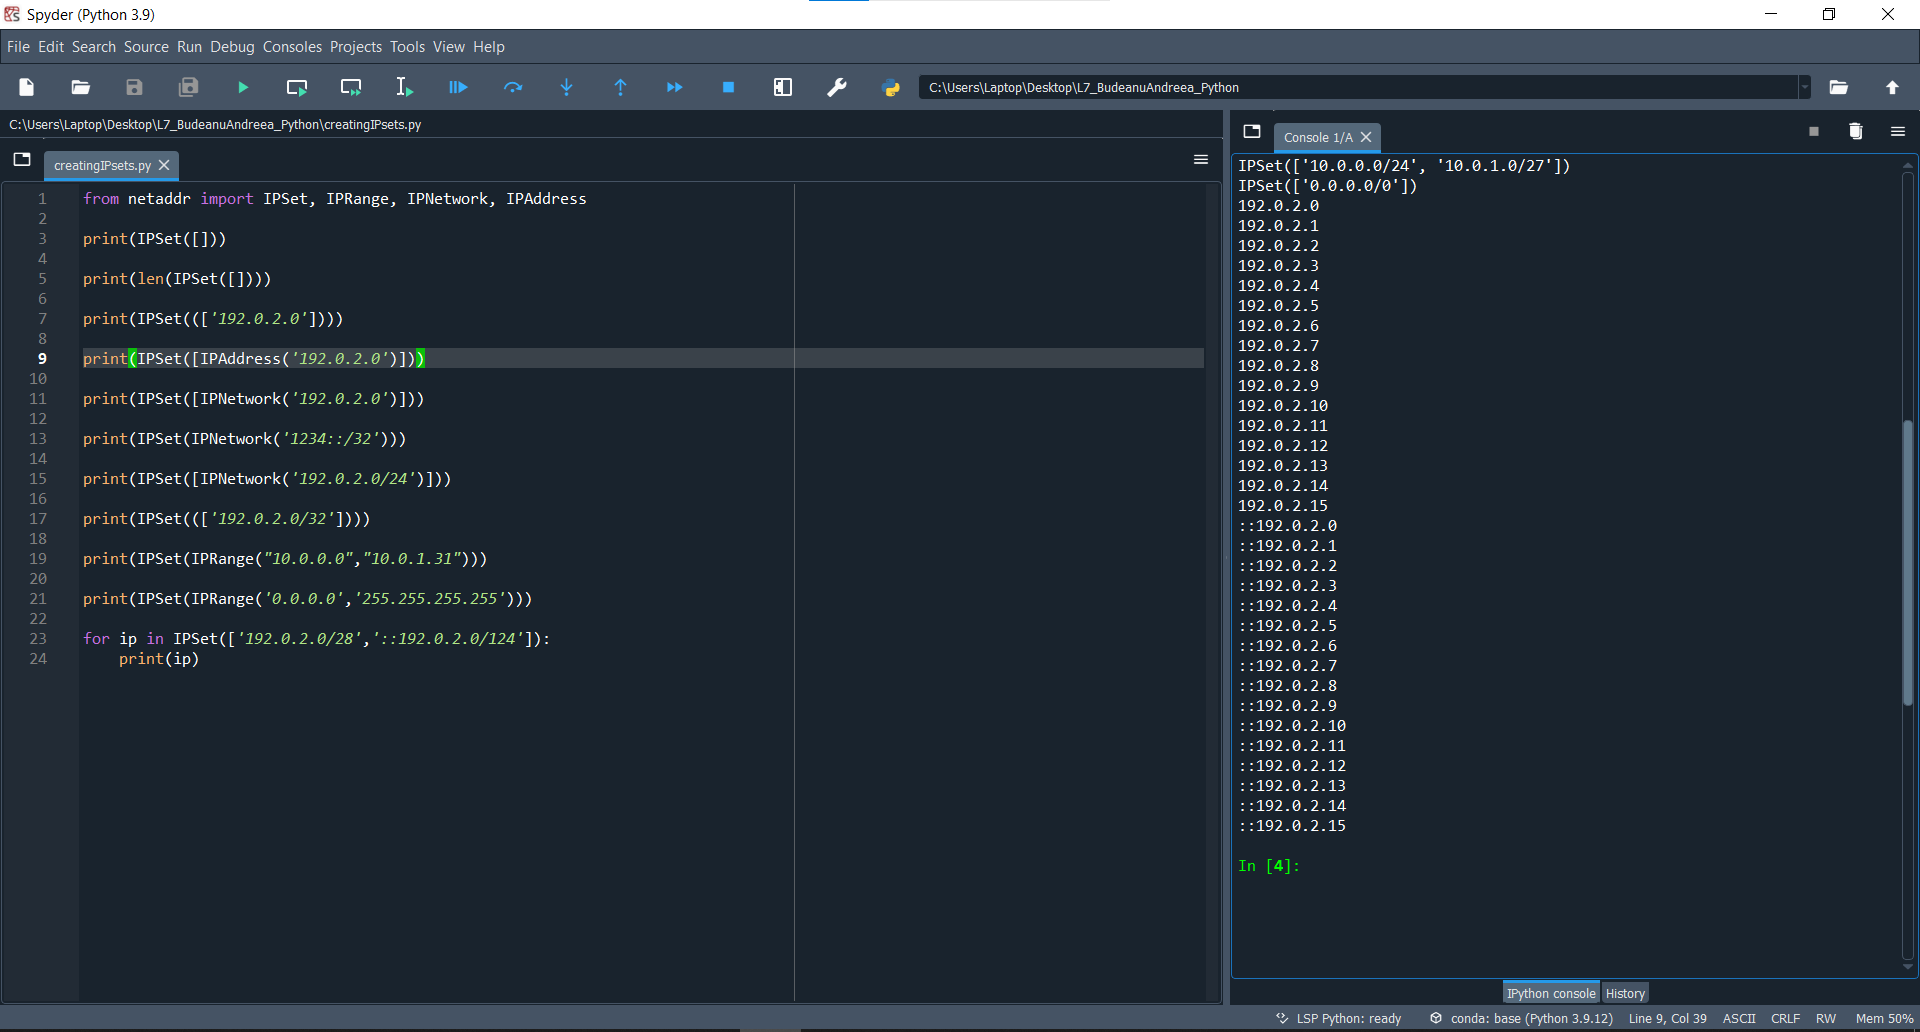 Spyder (Python 3.9)
File Edit Search Source Run Debug Consoles Projects Tools View Help
C:\Users\Laptop\Desktop\L7_BudeanuAndreea_Python
C:\Users\Laptop\Desktop\L7_BudeanuAndreea_Python\creatingIPsets.py
creatingIPsets.py
1 from netaddr import IPSet, IPRange, IPNetwork, IPAddress
2
3 print(IPSet([]))
4
5 print(len(IPSet([])))
6
7 print(IPSet((['192.0.2.0'])))
8
9 print(IPSet([IPAddress('192.0.2.0')]))
10
11 print(IPSet([IPNetwork('192.0.2.0')]))
12
13 print(IPSet(IPNetwork('1234::/32')))
14
15 print(IPSet([IPNetwork('192.0.2.0/24')]))
16
17 print(IPSet((['192.0.2.0/32'])))
18
19 print(IPSet(IPRange("10.0.0.0","10.0.1.31")))
20
21 print(IPSet(IPRange('0.0.0.0','255.255.255.255')))
22
23 for ip in IPSet(['192.0.2.0/28','::192.0.2.0/124']):
24     print(ip)
Console 1/A
IPSet(['10.0.0.0/24', '10.0.1.0/27'])
IPSet(['0.0.0.0/0'])
192.0.2.0
192.0.2.1
192.0.2.2
192.0.2.3
192.0.2.4
192.0.2.5
192.0.2.6
192.0.2.7
192.0.2.8
192.0.2.9
192.0.2.10
192.0.2.11
192.0.2.12
192.0.2.13
192.0.2.14
192.0.2.15
::192.0.2.0
::192.0.2.1
::192.0.2.2
::192.0.2.3
::192.0.2.4
::192.0.2.5
::192.0.2.6
::192.0.2.7
::192.0.2.8
::192.0.2.9
::192.0.2.10
::192.0.2.11
::192.0.2.12
::192.0.2.13
::192.0.2.14
::192.0.2.15
In [4]:
IPython console History
LSP Python: ready conda: base (Python 3.9.12) Line 9, Col 39 ASCII CRLF RW Mem 50%